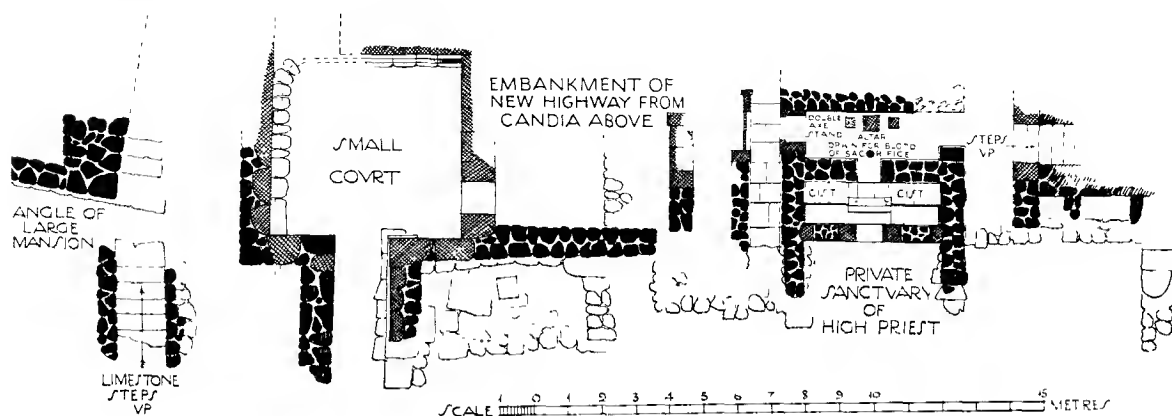 EMBANKMENT OF
NEW HIGHWAY FROM
CANDIA ABOVE
SMALL
COVRT
ANGLE OF
LARGE
MANSION
LIMESTONE
STEPS
VP
DOUBLE
AXE
STAND
ALTAR
DRAIN FOR BLOOD
OF SACRIFICE
STEPS
VP
CIST
CIST
PRIVATE
SANCTVARY
OF
HIGH PRIEST
SCALE 1 0 1 2 3 4 5 6 7 8 9 10 15 METRES